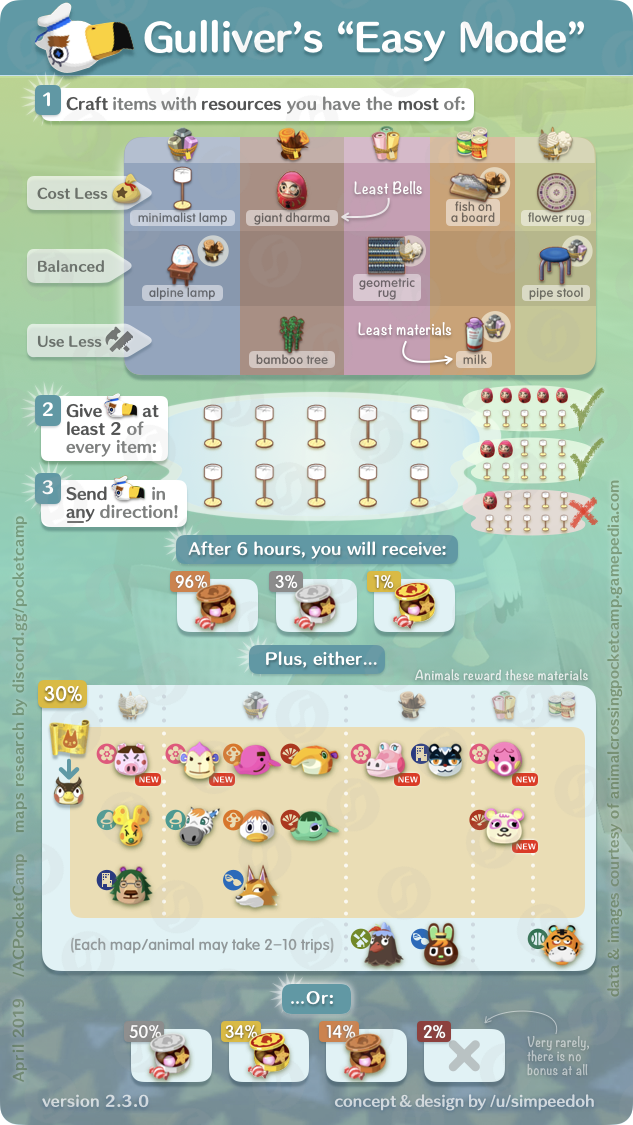 Gulliver's “Easy Mode”
1 Craft items with resources you have the most of:
Cost Less
minimalist lamp
giant dharma
Least Bells
fish on
a board
flower rug
Balanced
alpine lamp
geometric
rug
pipe stool
Use Less
bamboo tree
Least materials
milk
2 Give at
least 2 of
every item:
3 Send in
any direction!
After 6 hours, you will receive:
96%
3%
1%
Plus, either...
Animals reward these materials
30%
NEW
NEW
NEW
NEW
NEW
(Each map/animal may take 2–10 trips)
...Or:
50%
34%
14%
2%
Very rarely,
there is no
bonus at all
version 2.3.0
concept & design by /u/simpeedoh
April 2019 /ACPocketCamp maps research by discord.gg/pocketcamp
data & images courtesy of animalcrossingpocketcamp.gamepedia.com